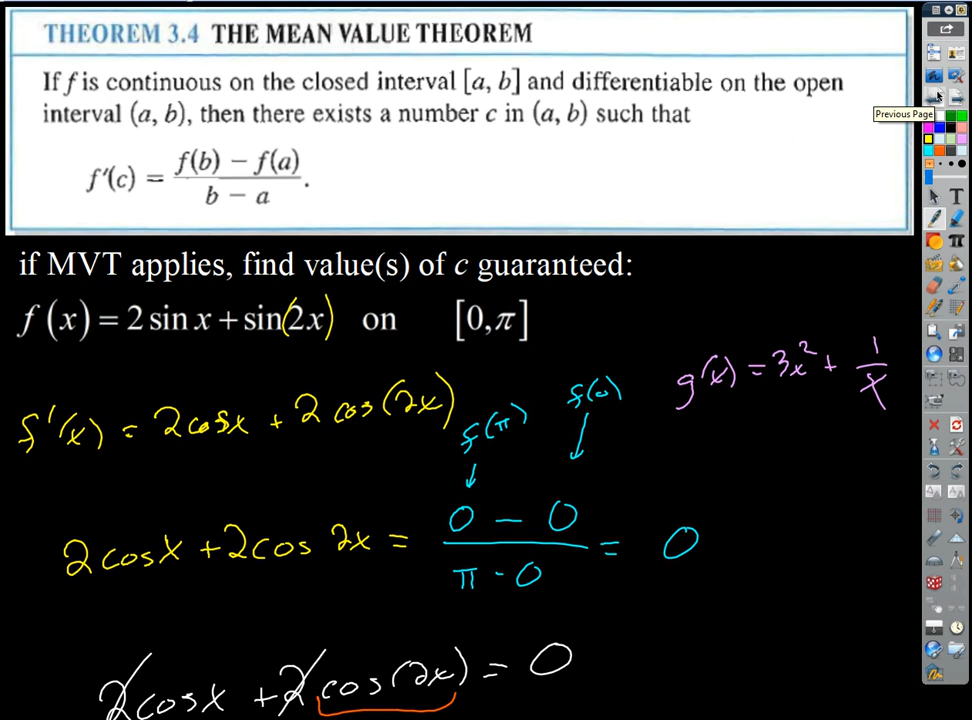 THEOREM 3.4 THE MEAN VALUE THEOREM
If f is continuous on the closed interval [a, b] and differentiable on the open
interval (a, b), then there exists a number c in (a, b) such that
f'(c) = f(b) − f(a) / b − a .
Previous Page
if MVT applies, find value(s) of c guaranteed:
f(x) = 2 sin x + sin(2x) on [0, π]
g'(x) = 3x² + 1/x
f'(x) = 2cosx + 2cos(2x)
f(π) f(0)
2cosx + 2cos 2x = 0 − 0 / π - 0 = 0
2cosx + 2cos(2x) = 0